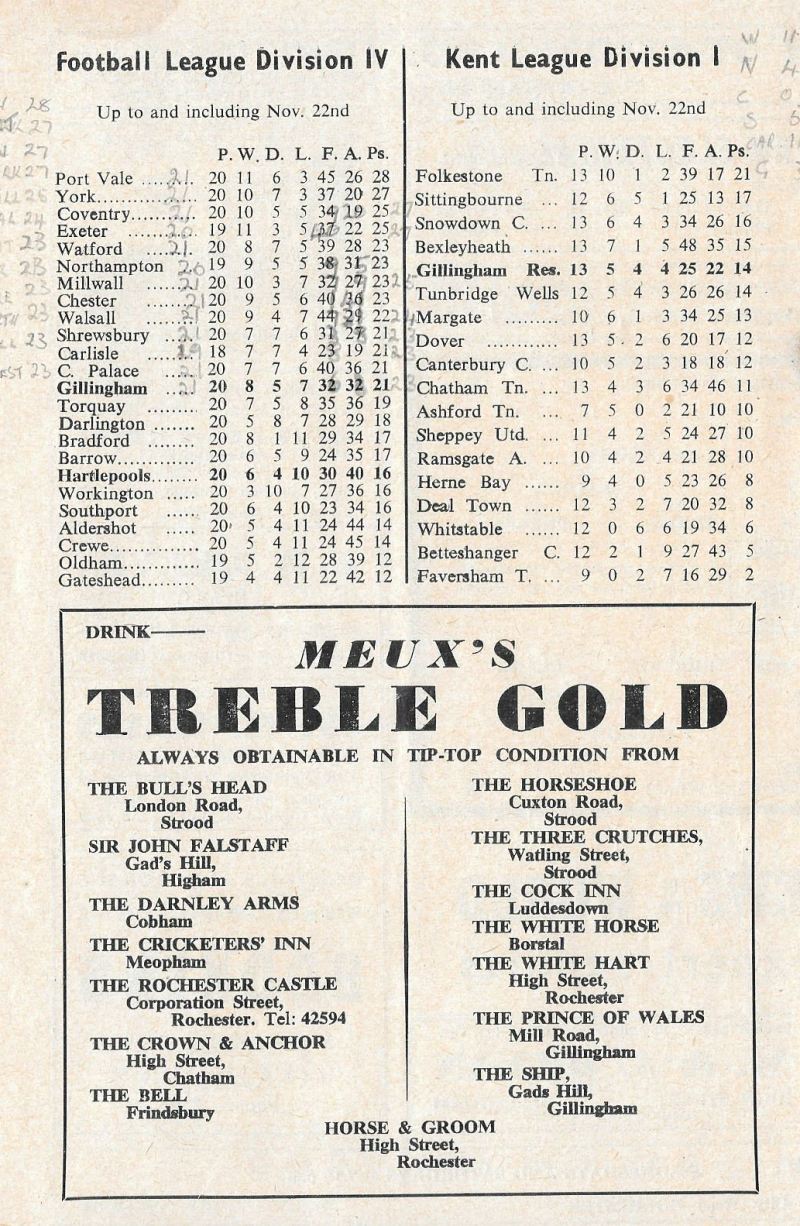 Football League Division IV
Up to and including Nov. 22nd
P. W. D. L. F. A. Ps.
Port Vale ........ 20 11 6 3 45 26 28
York.............. 20 10 7 3 37 20 27
Coventry.......... 20 10 5 5 34 19 25
Exeter ........ 19 11 3 5 37 22 25
Watford ....... 20 8 7 5 39 28 23
Northampton ... 19 9 5 5 38 31 23
Millwall ....... 20 10 3 7 32 27 23
Chester ....... 20 9 5 6 40 36 23
Walsall ....... 20 9 4 7 44 29 22
Shrewsbury ..... 20 7 7 6 31 27 21
Carlisle ....... 18 7 7 4 23 19 21
C. Palace ..... 20 7 7 6 40 36 21
Gillingham ..... 20 8 5 7 32 32 21
Torquay ......... 20 7 5 8 35 36 19
Darlington ....... 20 5 8 7 28 29 18
Bradford ........ 20 8 1 11 29 34 17
Barrow............ 20 6 5 9 24 35 17
Hartlepools........ 20 6 4 10 30 40 16
Workington ..... 20 3 10 7 27 36 16
Southport ..... 20 6 4 10 23 34 16
Aldershot ..... 20 5 4 11 24 44 14
Crewe.............. 20 5 4 11 24 45 14
Oldham............ 19 5 2 12 28 39 12
Gateshead......... 19 4 4 11 22 42 12
Kent League Division I
Up to and including Nov. 22nd
P. W. D. L. F. A. Ps.
Folkestone Tn. 13 10 1 2 39 17 21
Sittingbourne ... 12 6 5 1 25 13 17
Snowdown C. ... 13 6 4 3 34 26 16
Bexleyheath ...... 13 7 1 5 48 35 15
Gillingham Res. 13 5 4 4 25 22 14
Tunbridge Wells 12 5 4 3 26 26 14
Margate ......... 10 6 1 3 34 25 13
Dover ............ 13 5 2 6 20 17 12
Canterbury C. ... 10 5 2 3 18 18 12
Chatham Tn. ... 13 4 3 6 34 46 11
Ashford Tn. ... 7 5 0 2 21 10 10
Sheppey Utd. ... 11 4 2 5 24 27 10
Ramsgate A. ... 10 4 2 4 21 28 10
Herne Bay ...... 9 4 0 5 23 26 8
Deal Town ...... 12 3 2 7 20 32 8
Whitstable ...... 12 0 6 6 19 34 6
Betteshanger C. 12 2 1 9 27 43 5
Faversham T. ... 9 0 2 7 16 29 2
DRINK——
MEUX'S
TREBLE GOLD
ALWAYS OBTAINABLE IN TIP-TOP CONDITION FROM
THE BULL'S HEAD
London Road,
Strood
SIR JOHN FALSTAFF
Gad's Hill,
Higham
THE DARNLEY ARMS
Cobham
THE CRICKETERS' INN
Meopham
THE ROCHESTER CASTLE
Corporation Street,
Rochester. Tel: 42594
THE CROWN & ANCHOR
High Street,
Chatham
THE BELL
Frindsbury
THE HORSESHOE
Cuxton Road,
Strood
THE THREE CRUTCHES,
Watling Street,
Strood
THE COCK INN
Luddesdown
THE WHITE HORSE
Borstal
THE WHITE HART
High Street,
Rochester
THE PRINCE OF WALES
Mill Road,
Gillingham
THE SHIP,
Gads Hill,
Gillingham
HORSE & GROOM
High Street,
Rochester